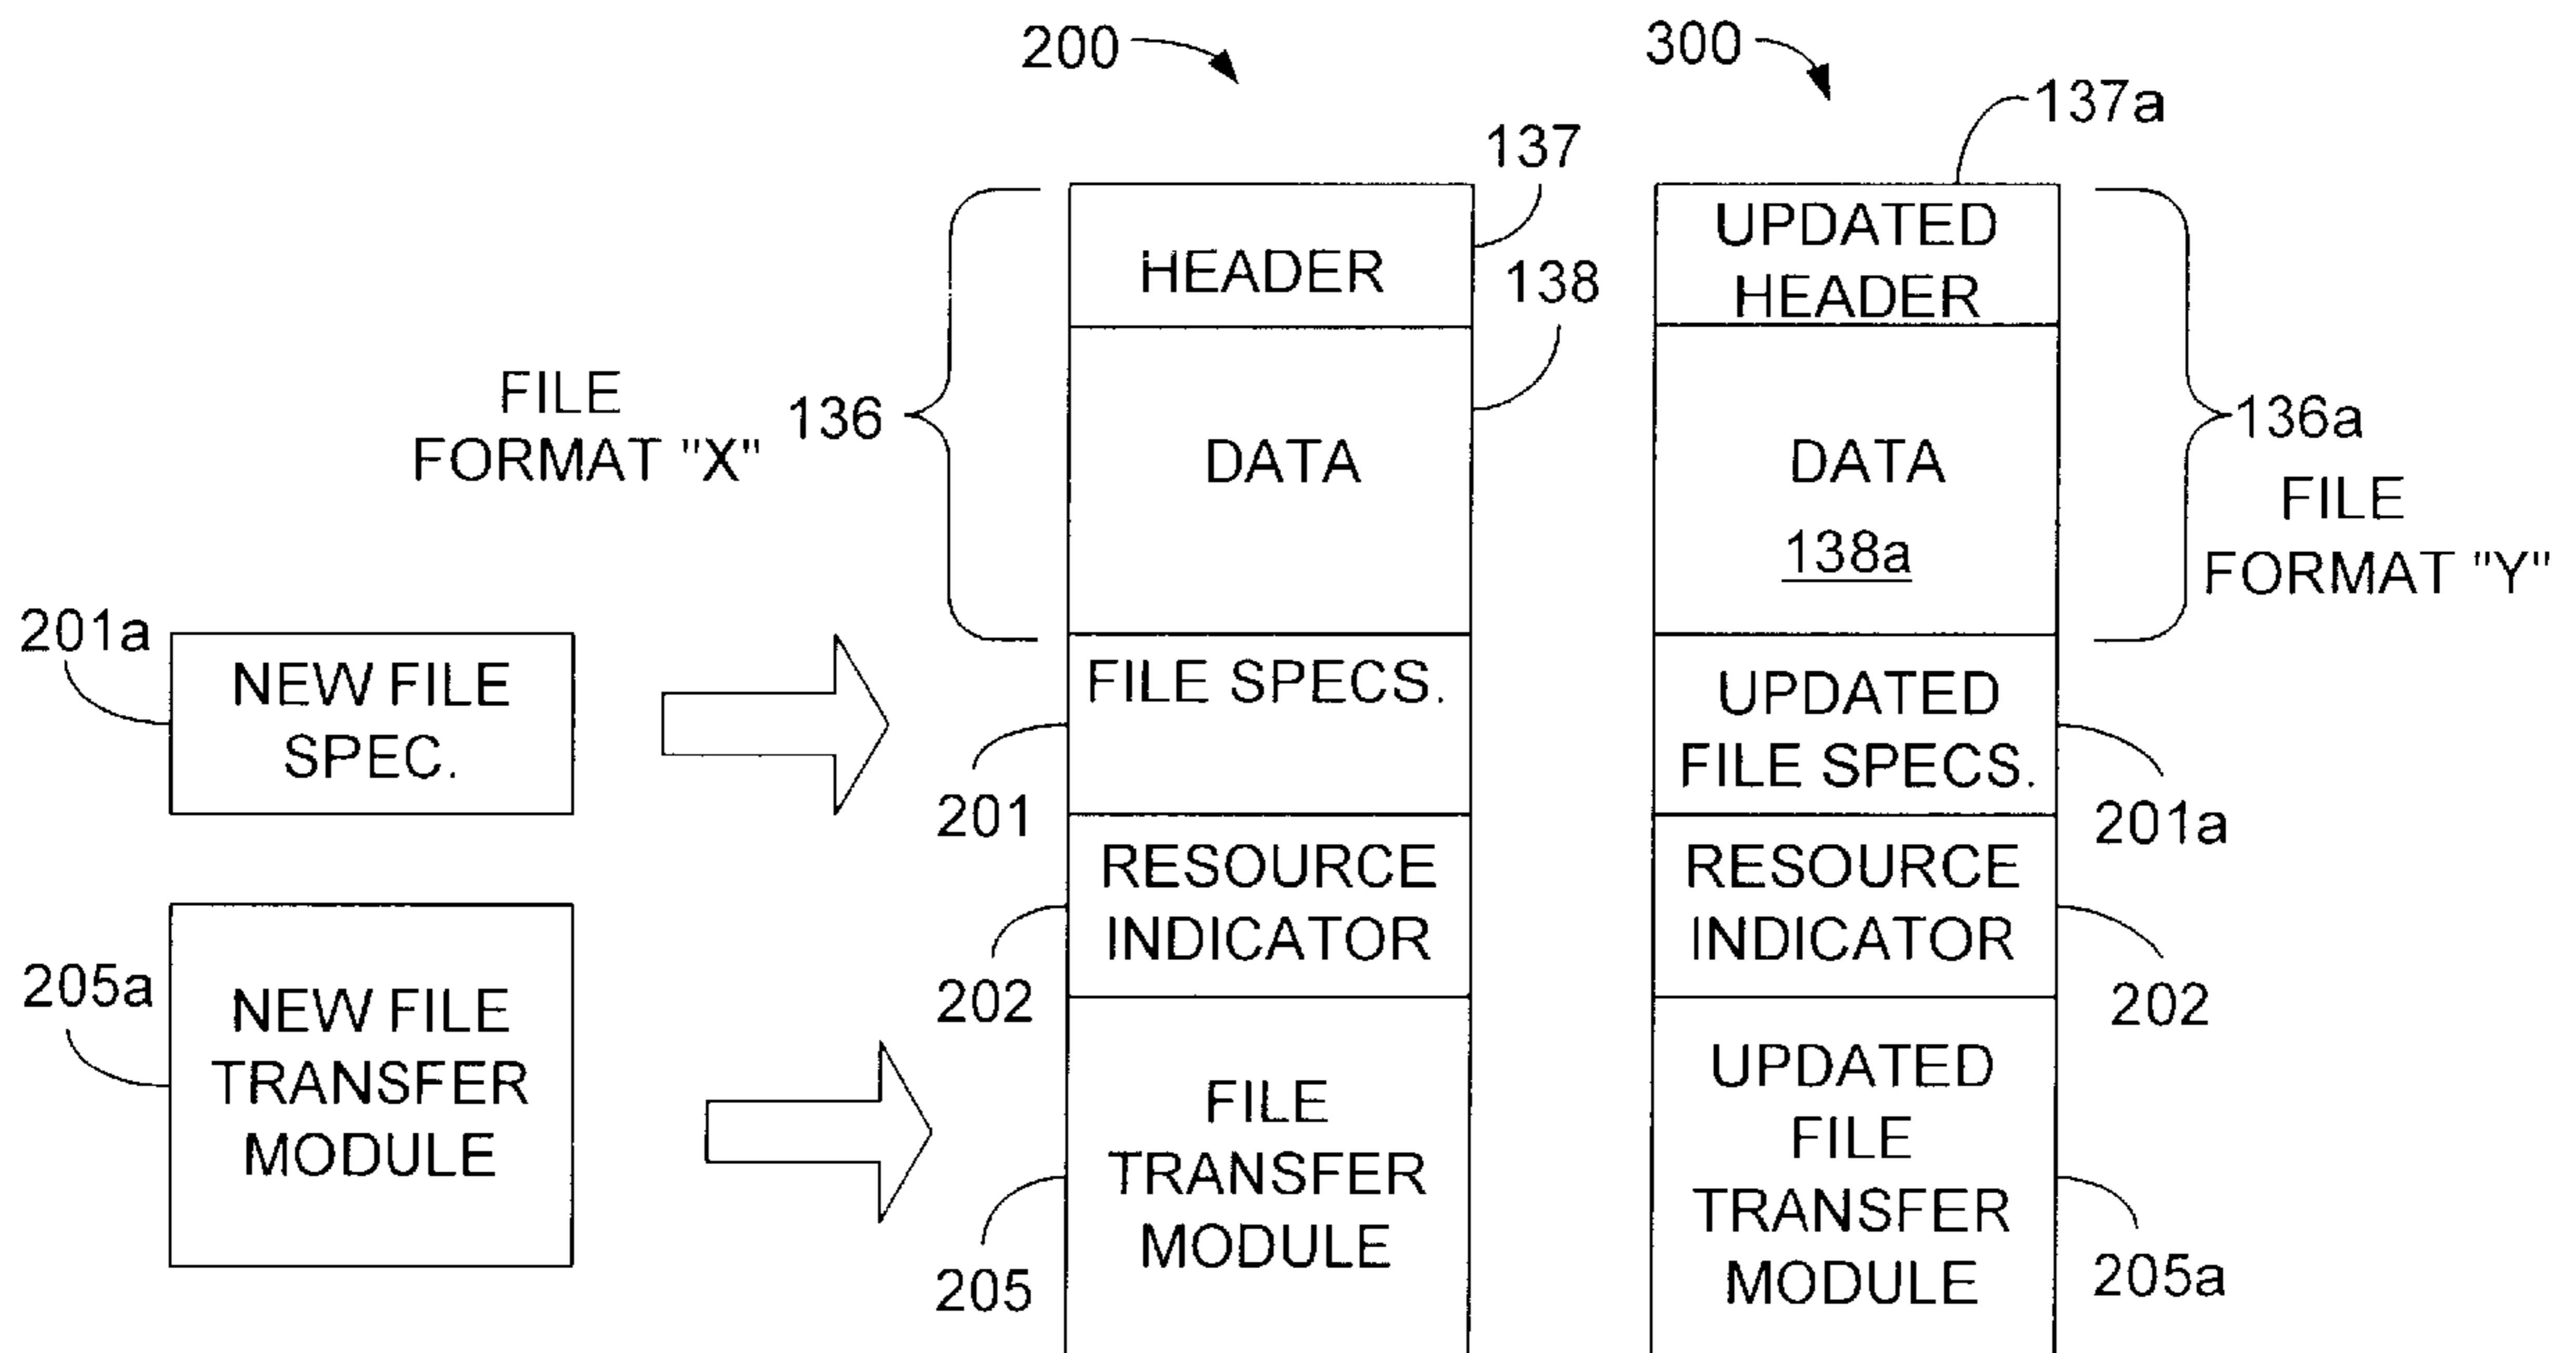 200
300
137a
137
138
HEADER
UPDATED
HEADER
FILE
FORMAT "X"
136
DATA
DATA
138a
136a
FILE
FORMAT "Y"
201a
NEW FILE
SPEC.
FILE SPECS.
201
UPDATED
FILE SPECS.
201a
RESOURCE
INDICATOR
202
RESOURCE
INDICATOR
202
205a
NEW FILE
TRANSFER
MODULE
FILE
TRANSFER
MODULE
205
UPDATED
FILE
TRANSFER
MODULE
205a